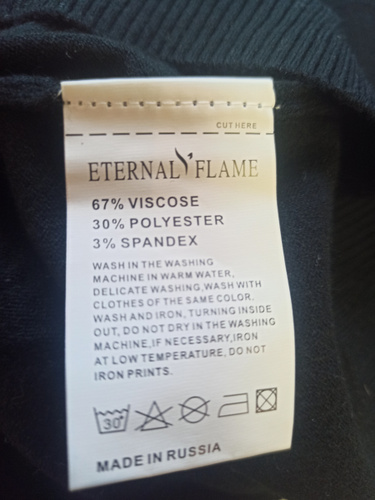 CUT HERE
ETERNAL FLAME
67% VISCOSE
30% POLYESTER
3% SPANDEX
WASH IN THE WASHING
MACHINE IN WARM WATER,
DELICATE WASHING,WASH WITH
CLOTHES OF THE SAME COLOR.
WASH AND IRON, TURNING INSIDE
OUT, DO NOT DRY IN THE WASHING
MACHINE,IF NECESSARY,IRON
AT LOW TEMPERATURE, DO NOT
IRON PRINTS.
30°
MADE IN RUSSIA